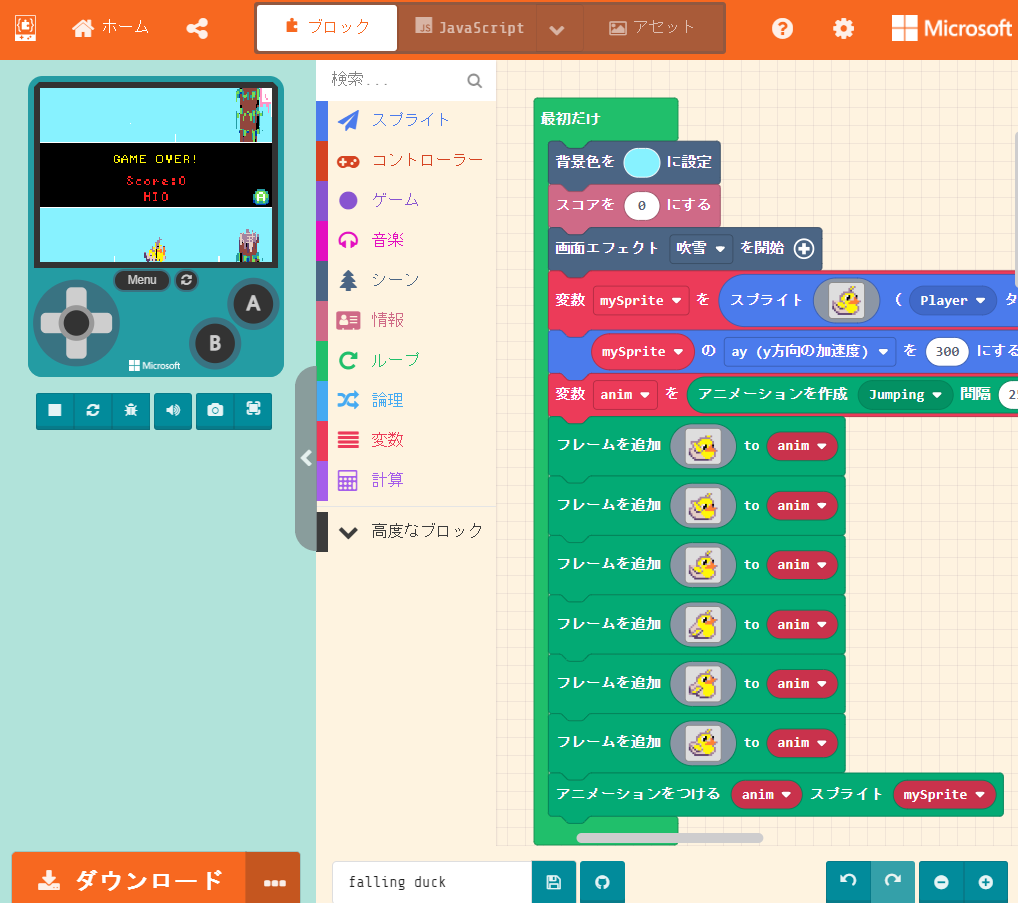 ホーム
ブロック
JavaScript
アセット
Microsoft
GAME OVER!
Score:0
HI0
A
Menu
A
B
Microsoft
ダウンロード
検索...
スプライト
コントローラー
ゲーム
音楽
シーン
情報
ループ
論理
変数
計算
高度なブロック
最初だけ
背景色を に設定
スコアを 0 にする
画面エフェクト 吹雪 を開始
変数 mySprite を スプライト ( Player タ
mySprite の ay (y方向の加速度) を 300 にする
変数 anim を アニメーションを作成 Jumping 間隔 2
フレームを追加 to anim
フレームを追加 to anim
フレームを追加 to anim
フレームを追加 to anim
フレームを追加 to anim
フレームを追加 to anim
アニメーションをつける anim スプライト mySprite
falling duck